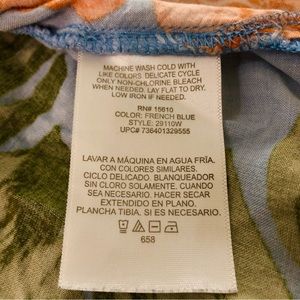 MACHINE WASH COLD WITH
LIKE COLORS. DELICATE CYCLE
ONLY NON-CHLORINE BLEACH
WHEN NEEDED. LAY FLAT TO DRY.
LOW IRON IF NEEDED.
RN# 15610
COLOR: FRENCH BLUE
STYLE: 29110W
UPC# 736401329555
LAVAR A MÁQUINA EN AGUA FRÍA.
CON COLORES SIMILARES.
CICLO DELICADO. BLANQUEADOR
SIN CLORO SOLAMENTE. CUANDO
SEA NECESARIO. HACER SECAR
EXTENDIDO EN PLANO.
PLANCHA TIBIA. SI ES NECESARIO.
658